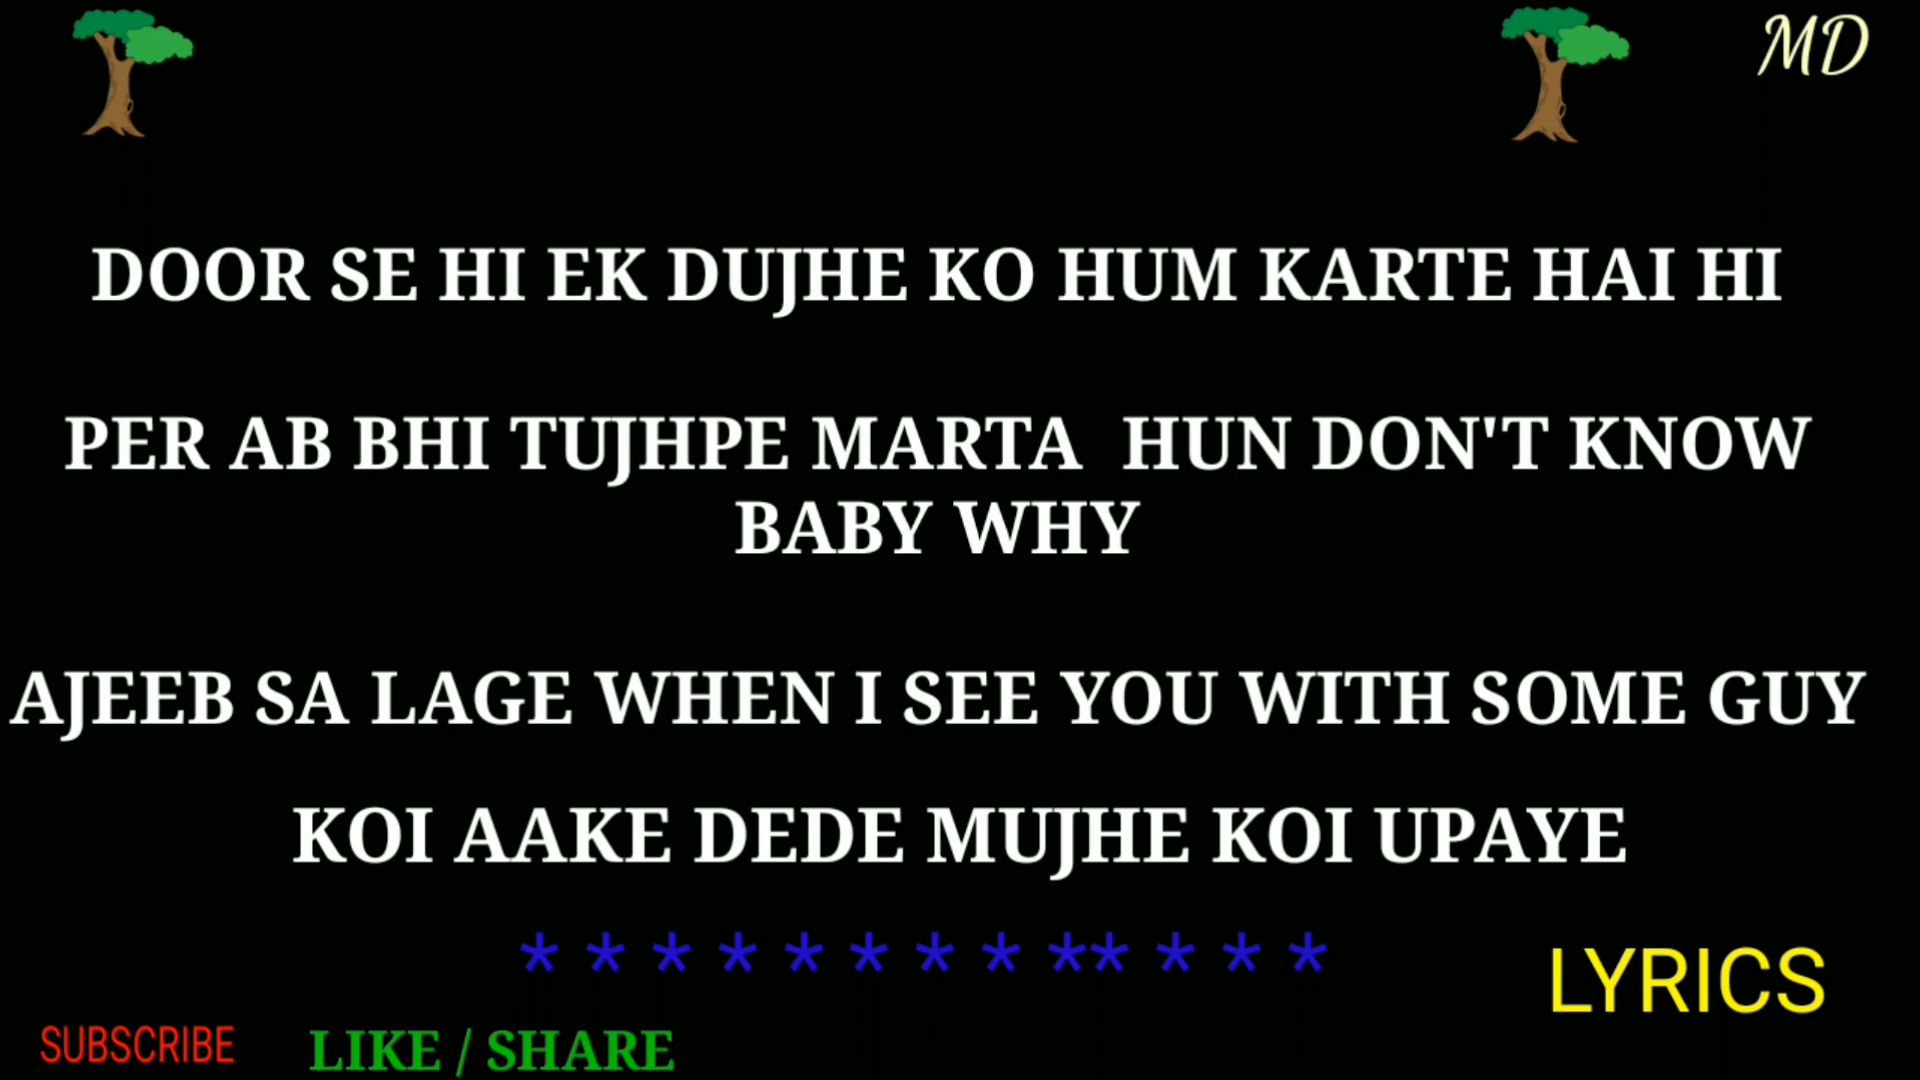 MD
DOOR SE HI EK DUJHE KO HUM KARTE HAI HI
PER AB BHI TUJHPE MARTA  HUN DON'T KNOW
BABY WHY
AJEEB SA LAGE WHEN I SEE YOU WITH SOME GUY
KOI AAKE DEDE MUJHE KOI UPAYE
* * * * * * * * ** * * *
LYRICS
SUBSCRIBE
LIKE / SHARE